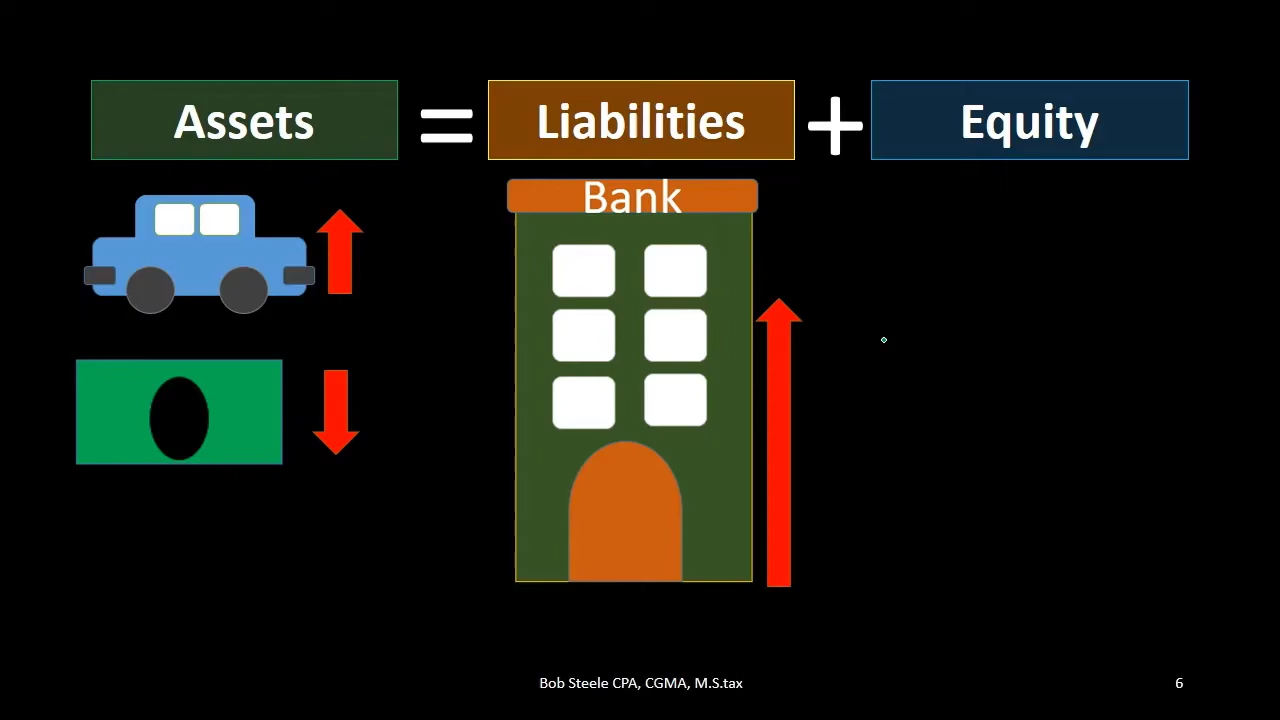 Assets = Liabilities + Equity
Bank
Bob Steele CPA, CGMA, M.S.tax
6